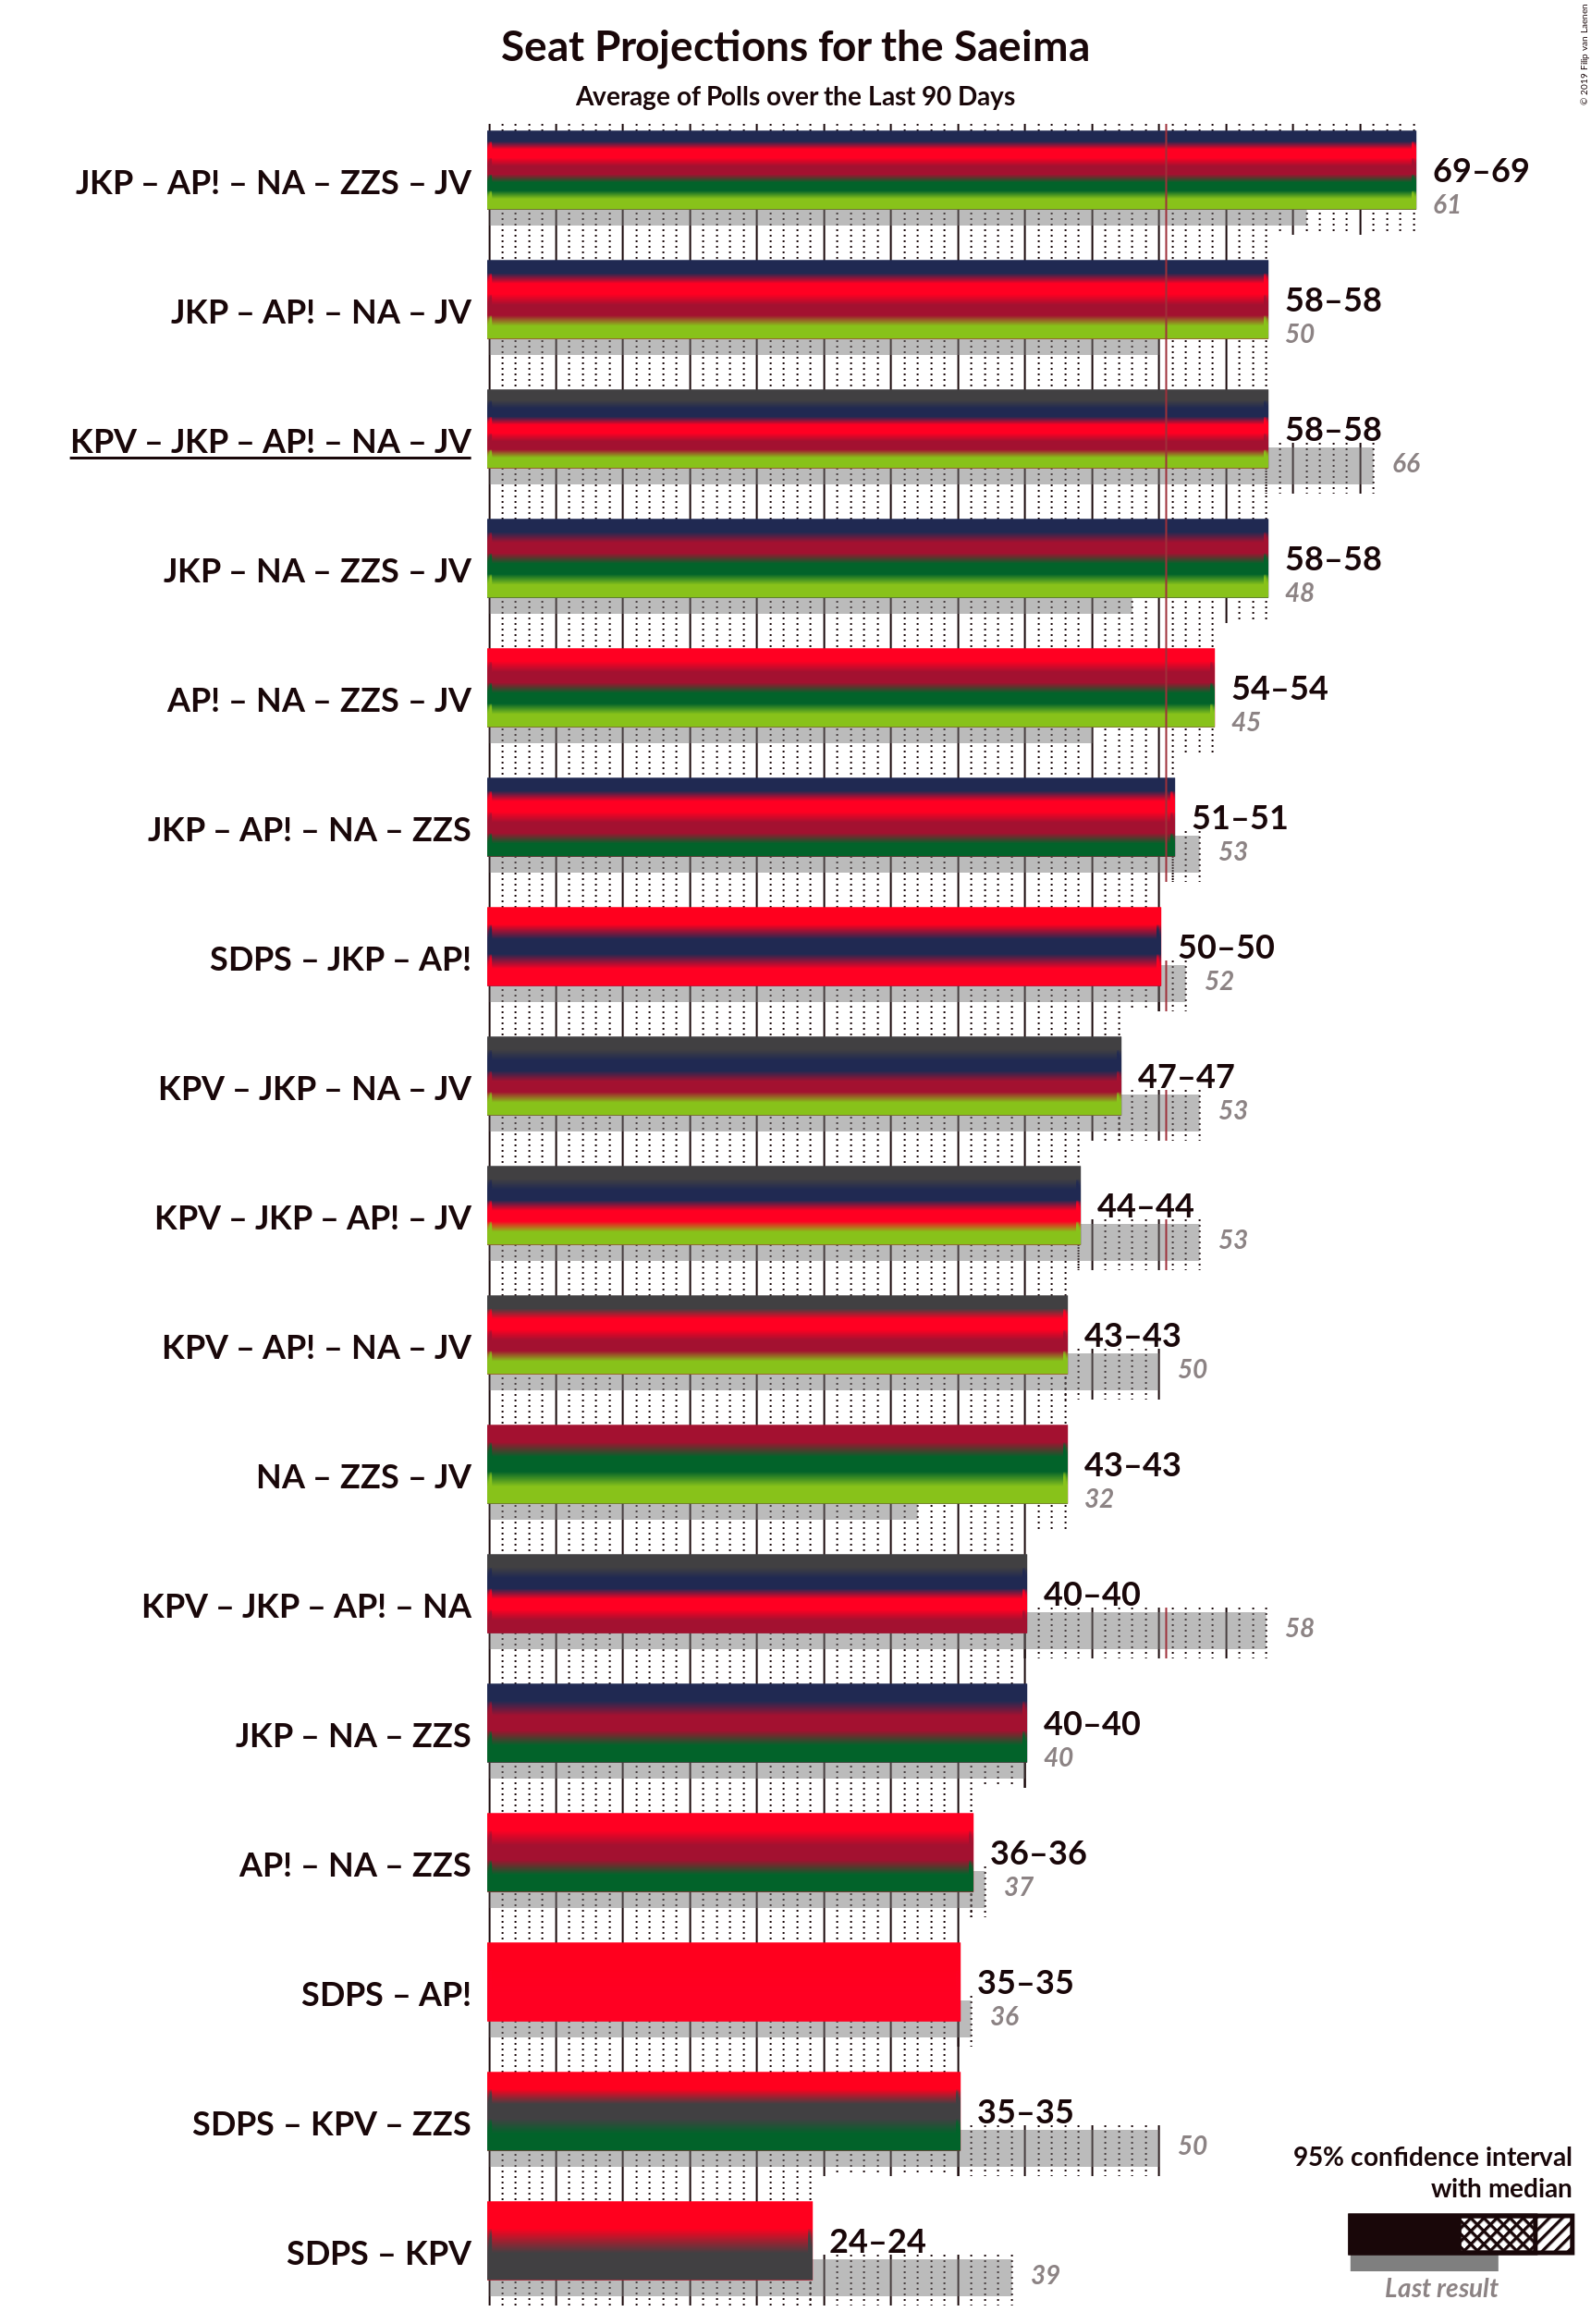 Seat Projections for the Saeima
Average of Polls over the Last 90 Days
© 2019 Filip van Laenen
JKP – AP! – NA – ZZS – JV
69–69
61
JKP – AP! – NA – JV
58–58
50
KPV – JKP – AP! – NA – JV
58–58
66
JKP – NA – ZZS – JV
58–58
48
AP! – NA – ZZS – JV
54–54
45
JKP – AP! – NA – ZZS
51–51
53
SDPS – JKP – AP!
50–50
52
KPV – JKP – NA – JV
47–47
53
KPV – JKP – AP! – JV
44–44
53
KPV – AP! – NA – JV
43–43
50
NA – ZZS – JV
43–43
32
KPV – JKP – AP! – NA
40–40
58
JKP – NA – ZZS
40–40
40
AP! – NA – ZZS
36–36
37
SDPS – AP!
35–35
36
SDPS – KPV – ZZS
35–35
50
SDPS – KPV
24–24
39
95% confidence interval
with median
Last result